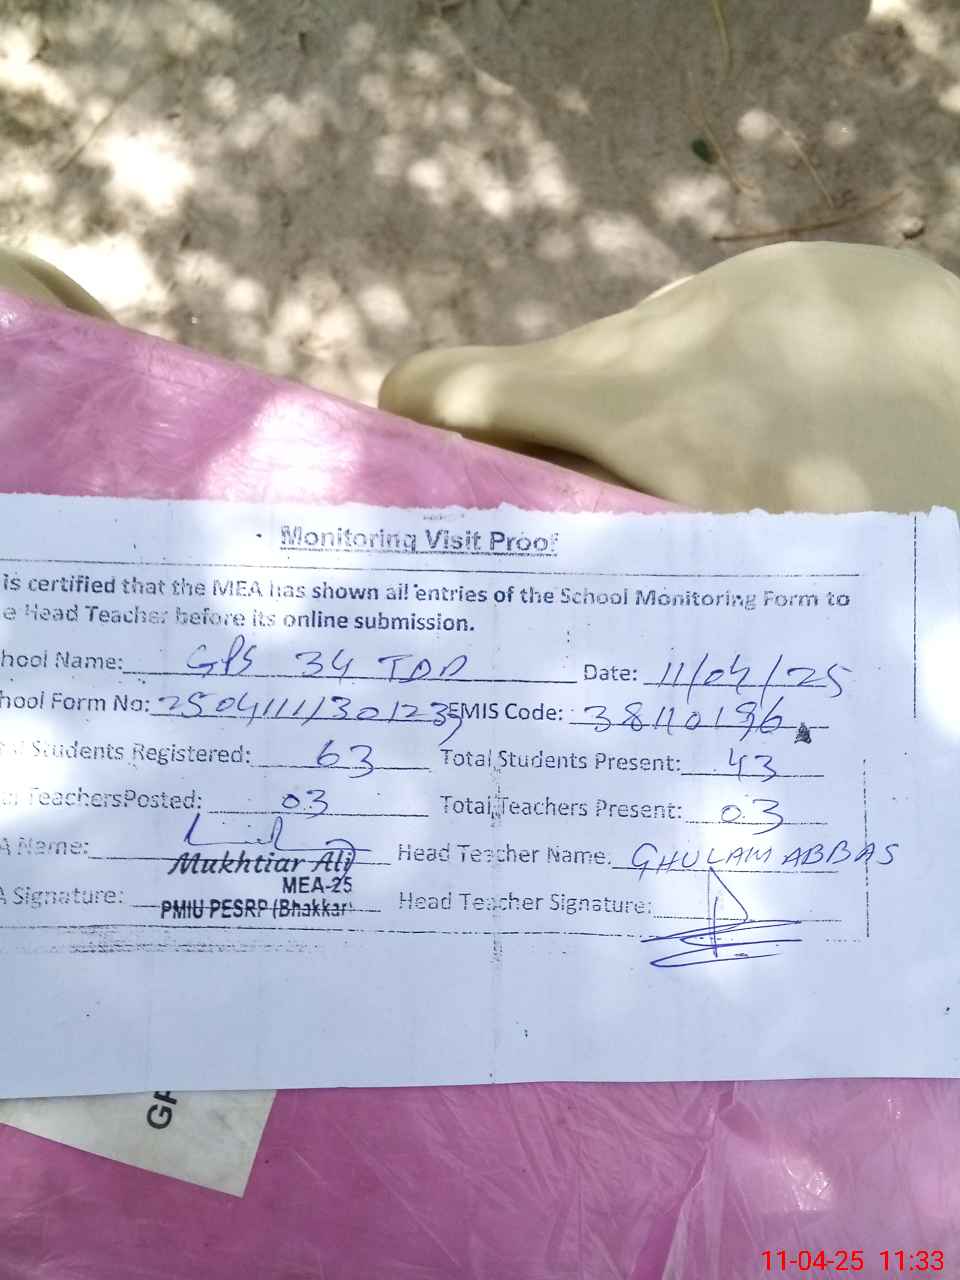 Monitoring Visit Proof
is certified that the MEA has shown all entries of the School Monitoring Form to
e Head Teacher before its online submission.
hool Name: GPS 34 TDA Date: 11/04/25
hool Form No: EMIS Code: 38110196
Students Registered: 63 Total Students Present: 43
TeachersPosted: 03 Total Teachers Present: 03
A Name: Mukhtiar Ali Head Teacher Name. GHULAM ABBAS
MEA-25
A Signature: PMIU PESRP (Bhakkar) Head Teacher Signature:
GP
11-04-25 11:33